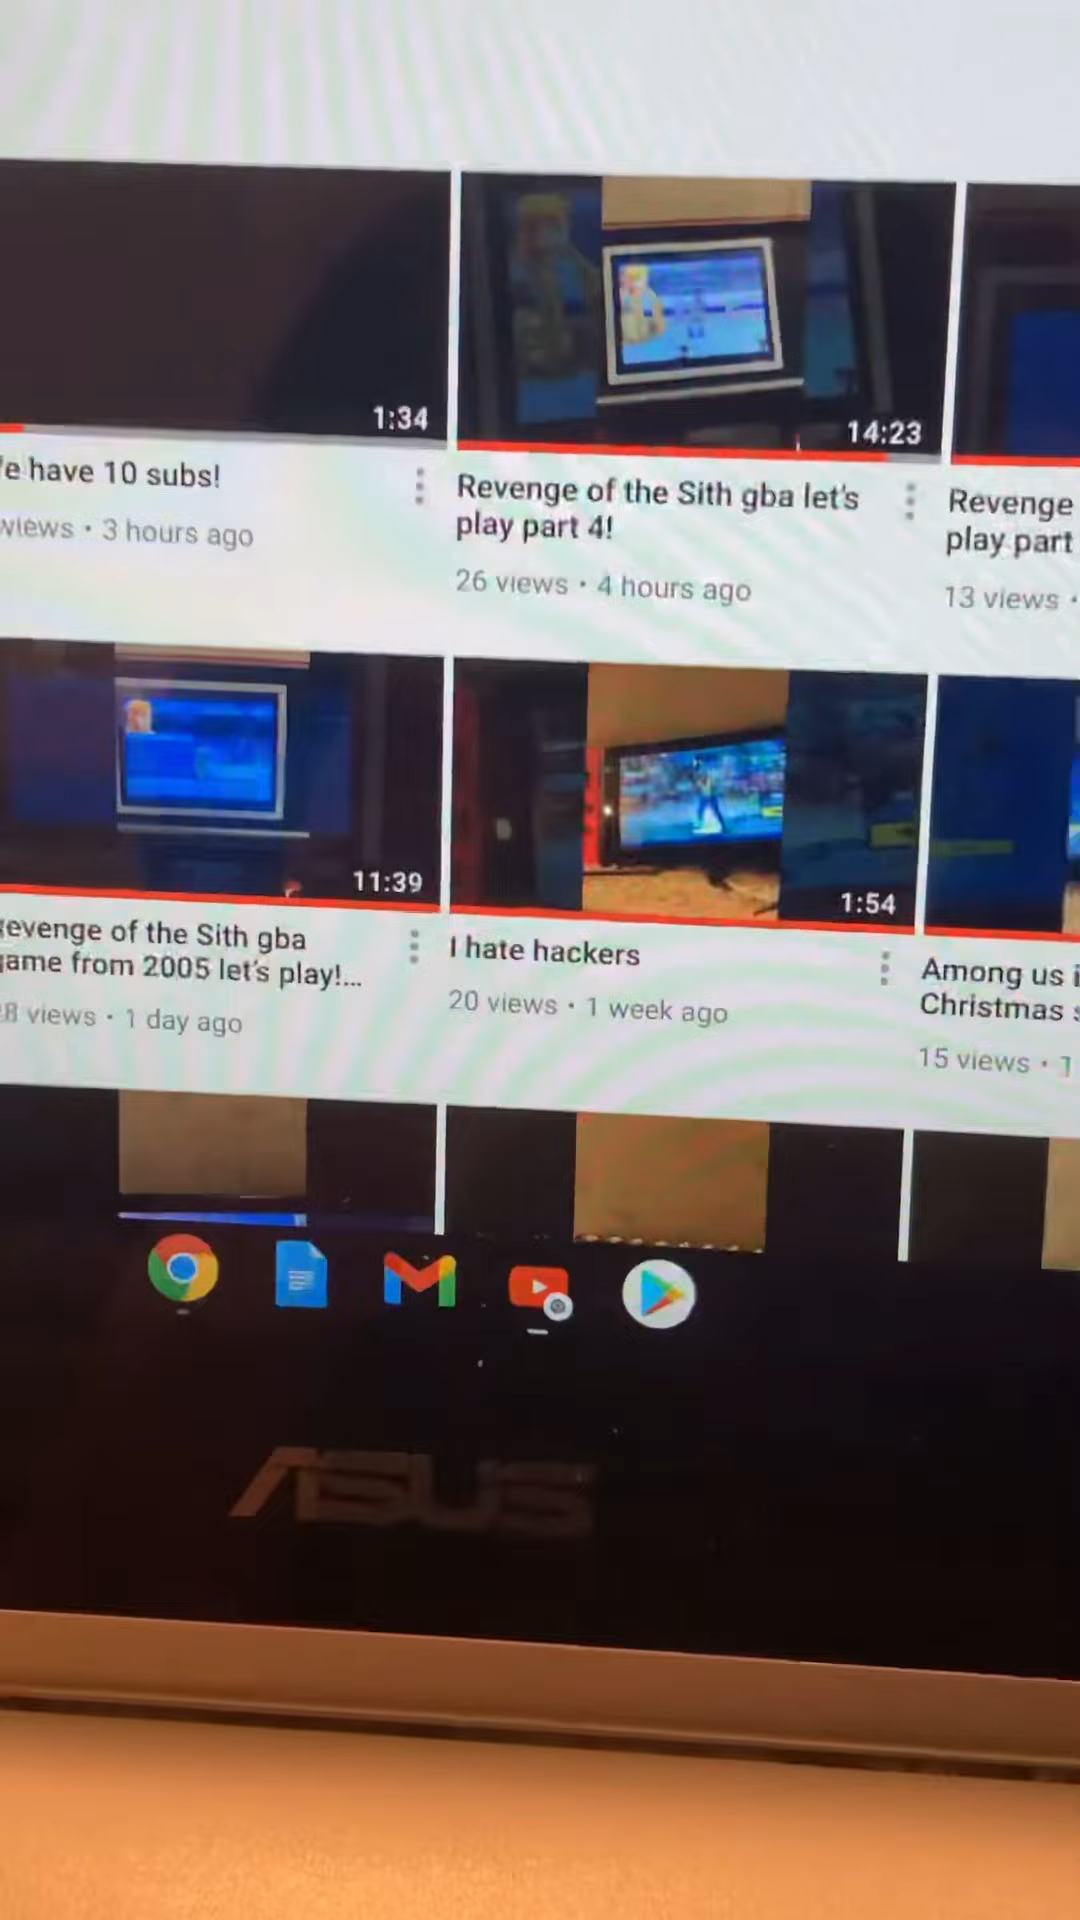 1:34
14:23
e have 10 subs!
views • 3 hours ago
Revenge of the Sith gba let's
play part 4!
26 views • 4 hours ago
Revenge
play part
13 views •
11:39
1:54
evenge of the Sith gba
ame from 2005 let's play!...
8 views • 1 day ago
I hate hackers
20 views • 1 week ago
Among us i
Christmas
15 views • 1
ASUS